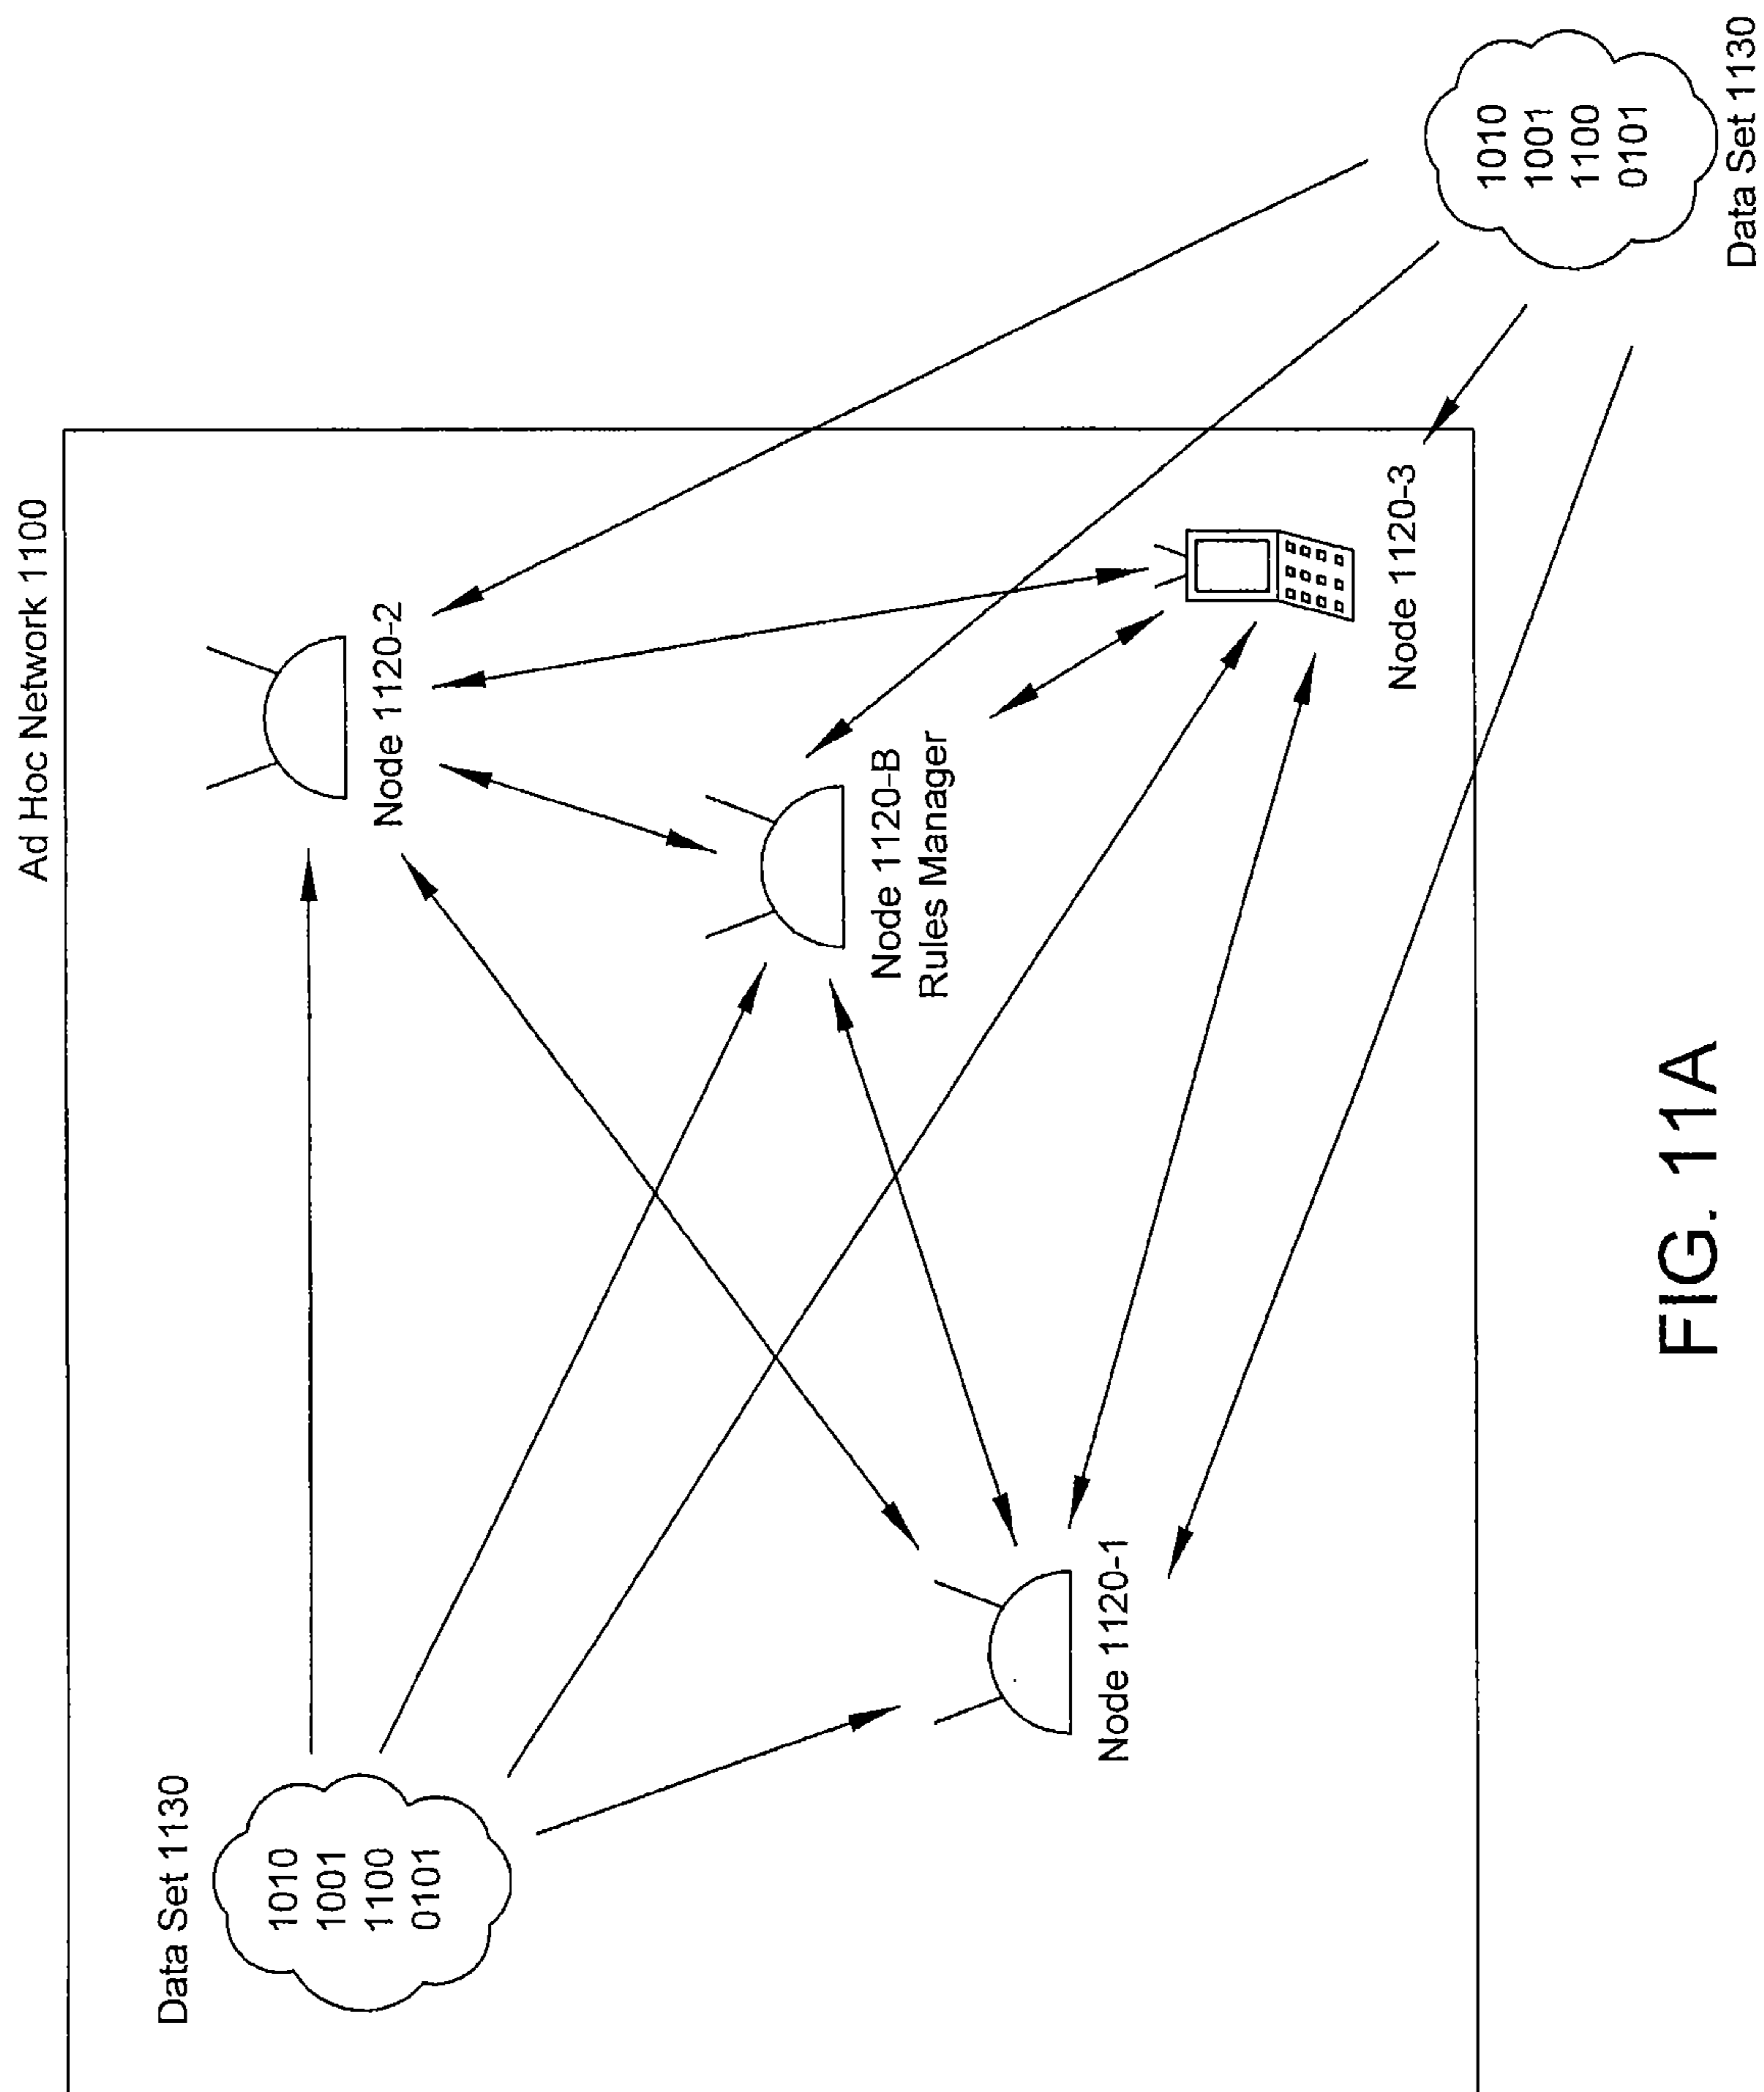 Ad Hoc Network 1100
Data Set 1130
1010
1001
1100
0101
Node 1120-2
Node 1120-B
Rules Manager
Node 1120-1
Node 1120-3
1010
1001
1100
0101
Data Set 1130
FIG. 11A